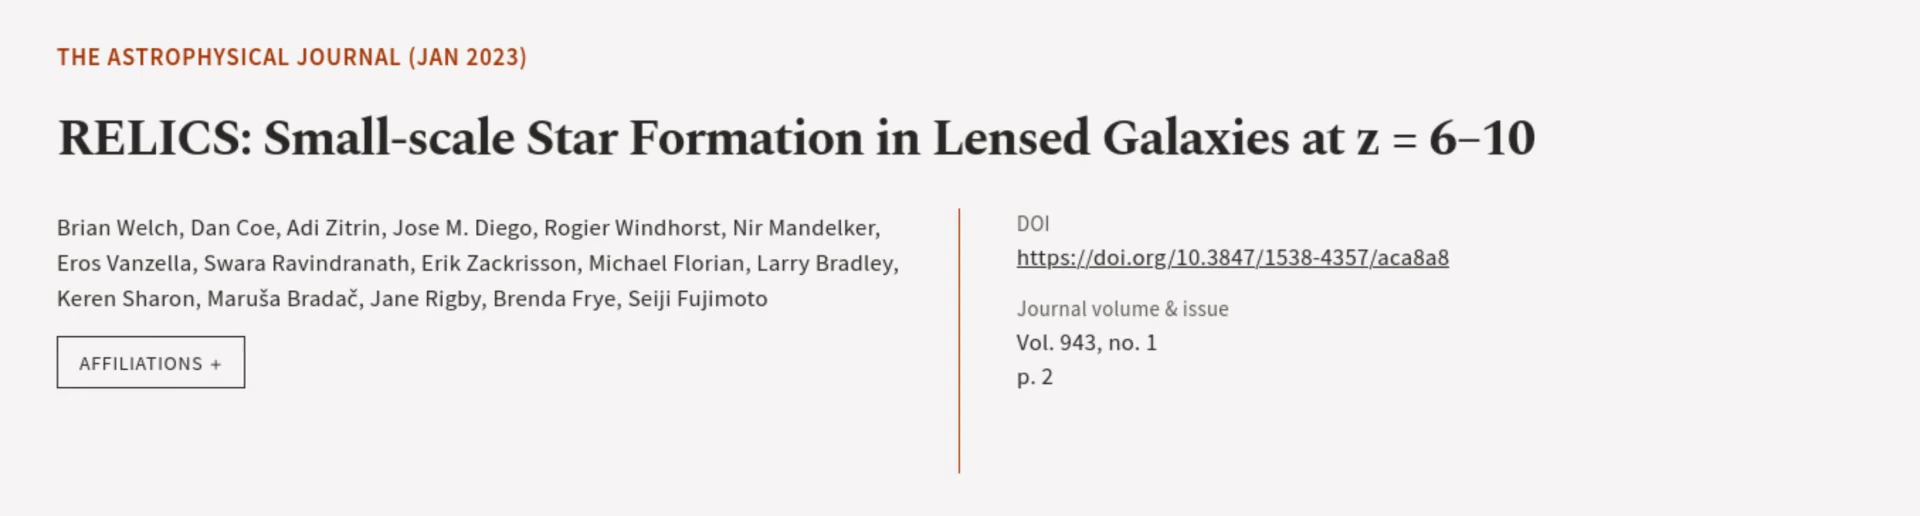 THE ASTROPHYSICAL JOURNAL (JAN 2023)
RELICS: Small-scale Star Formation in Lensed Galaxies at z = 6–10
Brian Welch, Dan Coe, Adi Zitrin, Jose M. Diego, Rogier Windhorst, Nir Mandelker,
Eros Vanzella, Swara Ravindranath, Erik Zackrisson, Michael Florian, Larry Bradley,
Keren Sharon, Maruša Bradač, Jane Rigby, Brenda Frye, Seiji Fujimoto
AFFILIATIONS +
DOI
https://doi.org/10.3847/1538-4357/aca8a8
Journal volume & issue
Vol. 943, no. 1
p. 2